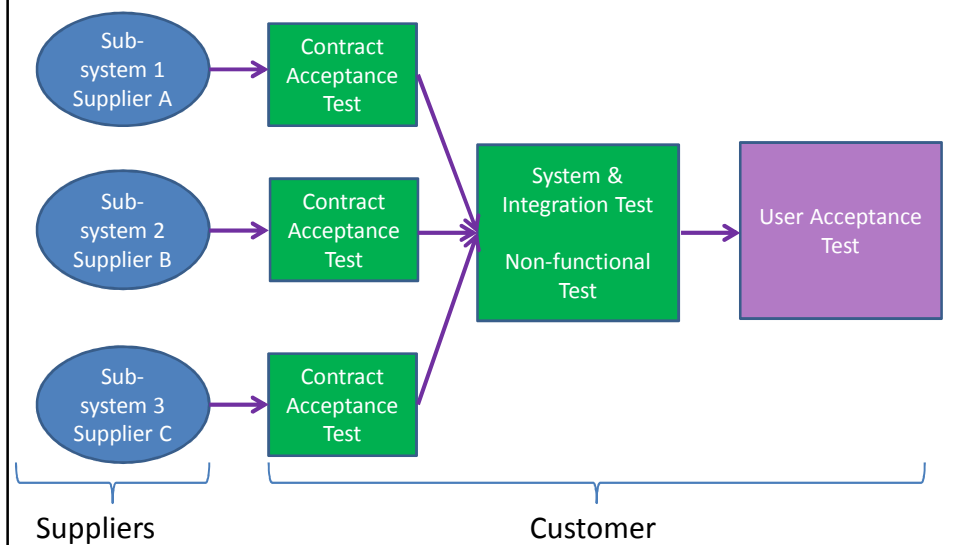 Sub-
system 1
Supplier A
Contract
Acceptance
Test
Sub-
system 2
Supplier B
Contract
Acceptance
Test
Sub-
system 3
Supplier C
Contract
Acceptance
Test
System &
Integration Test
Non-functional
Test
User Acceptance
Test
Suppliers
Customer